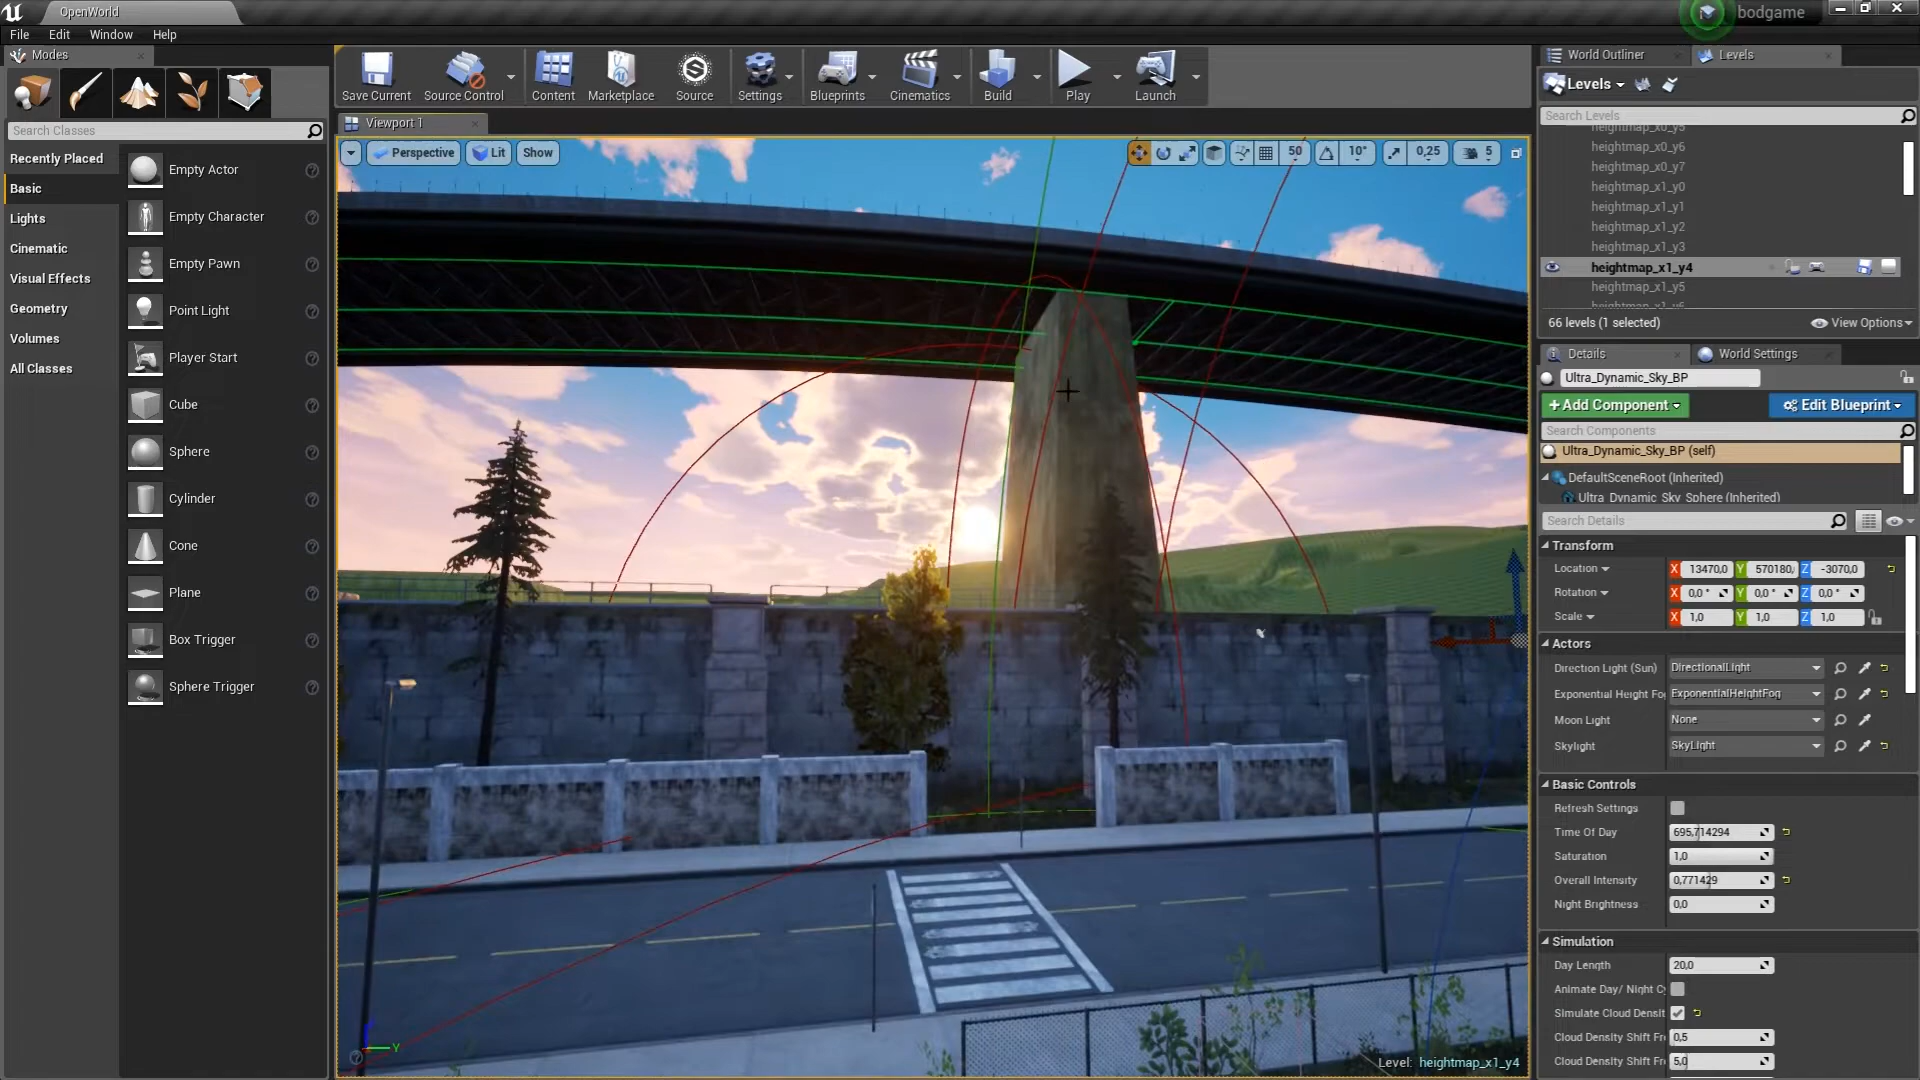 OpenWorld
bodgame
File Edit Window Help
Modes
Search Classes
Recently Placed
Basic
Lights
Cinematic
Visual Effects
Geometry
Volumes
All Classes
Empty Actor
Empty Character
Empty Pawn
Point Light
Player Start
Cube
Sphere
Cylinder
Cone
Plane
Box Trigger
Sphere Trigger
Save Current Source Control Content Marketplace Source Settings Blueprints Cinematics Build Play Launch
Viewport 1
Perspective Lit Show
50 10° 0,25 5
Level: heightmap_x1_y4
Y
World Outliner Levels
Levels
Search Levels
heightmap_x0_y5
heightmap_x0_y6
heightmap_x0_y7
heightmap_x1_y0
heightmap_x1_y1
heightmap_x1_y2
heightmap_x1_y3
heightmap_x1_y4
heightmap_x1_y5
heightmap_x1_y6
66 levels (1 selected) View Options
Details World Settings
Ultra_Dynamic_Sky_BP
+Add Component Edit Blueprint
Search Components
Ultra_Dynamic_Sky_BP (self)
DefaultSceneRoot (Inherited)
Ultra_Dynamic_Sky_Sphere (Inherited)
Search Details
Transform
Location X 13470,0 Y 570180, Z -3070,0
Rotation X 0,0 ° Y 0,0 ° Z 0,0 °
Scale X 1,0 Y 1,0 Z 1,0
Actors
Direction Light (Sun) DirectionalLight
Exponential Height Fo ExponentialHeightFog
Moon Light None
Skylight SkyLight
Basic Controls
Refresh Settings
Time Of Day 695,714294
Saturation 1,0
Overall Intensity 0,771429
Night Brightness 0,0
Simulation
Day Length 20,0
Animate Day/ Night Cy
Simulate Cloud Densit
Cloud Density Shift Fr 0,5
Cloud Density Shift Fr 5,0